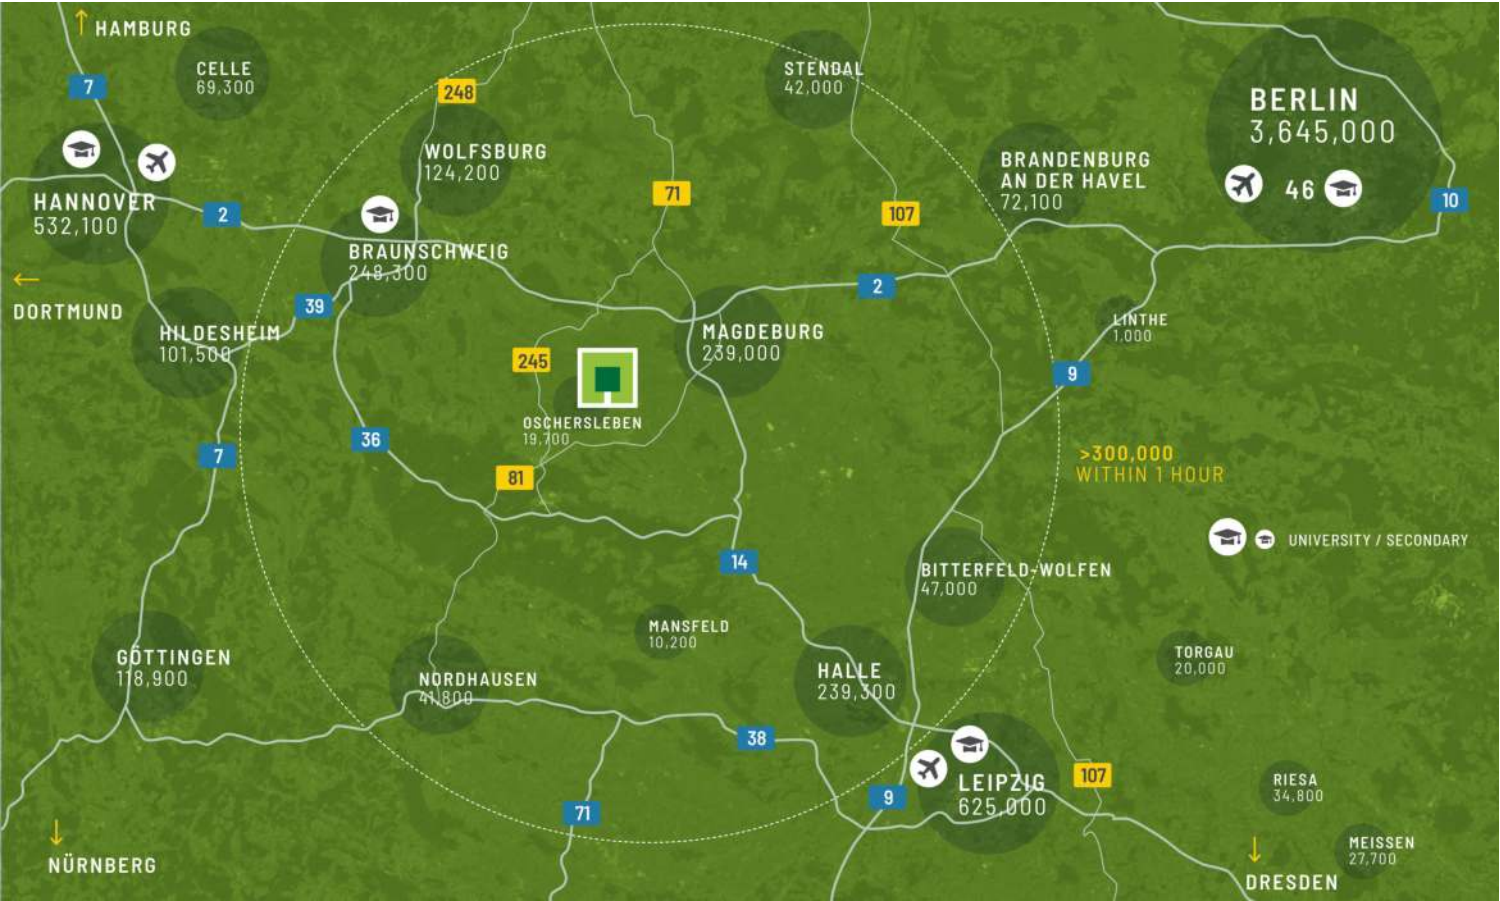 HAMBURG
CELLE
69,300
STENDAL
42,000
7
248
BERLIN
3,645,000
46
WOLFSBURG
124,200
BRANDENBURG
AN DER HAVEL
72,100
71
107
10
HANNOVER
532,100
2
BRAUNSCHWEIG
248,300
2
DORTMUND
39
HILDESHEIM
101,500
MAGDEBURG
239,000
LINTHE
1,000
245
9
OSCHERSLEBEN
19,700
36
7
81
>300,000
WITHIN 1 HOUR
UNIVERSITY / SECONDARY
14
BITTERFELD-WOLFEN
47,000
MANSFELD
10,200
GÖTTINGEN
118,900
TORGAU
20,000
NORDHAUSEN
41,800
HALLE
239,300
38
LEIPZIG
625,000
107
9
71
RIESA
34,800
NÜRNBERG
MEISSEN
27,700
DRESDEN